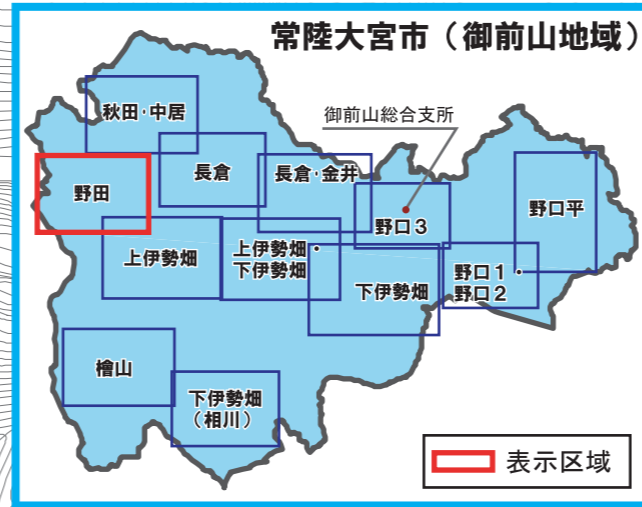 常陸大宮市（御前山地域）
御前山総合支所
秋田・中居
長倉
長倉・金井
野田
野口3
野口平
上伊勢畑
上伊勢畑・
下伊勢畑
下伊勢畑
野口1・
野口2
檜山
下伊勢畑
（相川）
表示区域